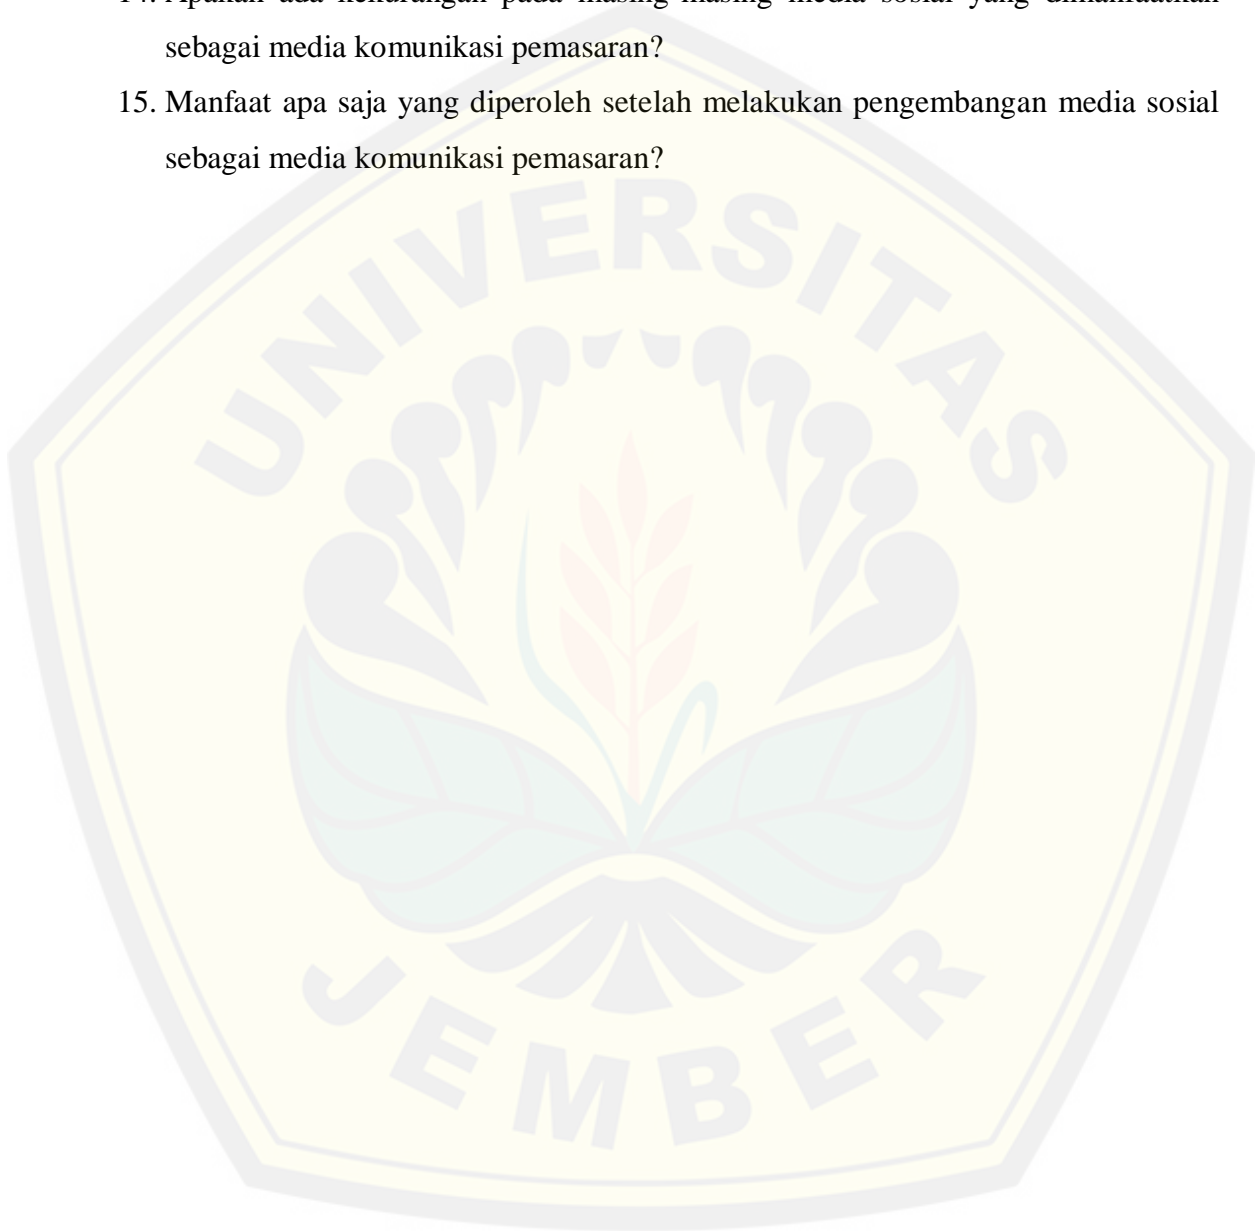 14. Apakah ada kekurangan pada masing-masing media sosial yang dimanfaatkan
sebagai media komunikasi pemasaran?
15. Manfaat apa saja yang diperoleh setelah melakukan pengembangan media sosial
sebagai media komunikasi pemasaran?
UNIVERSITAS
JEMBER